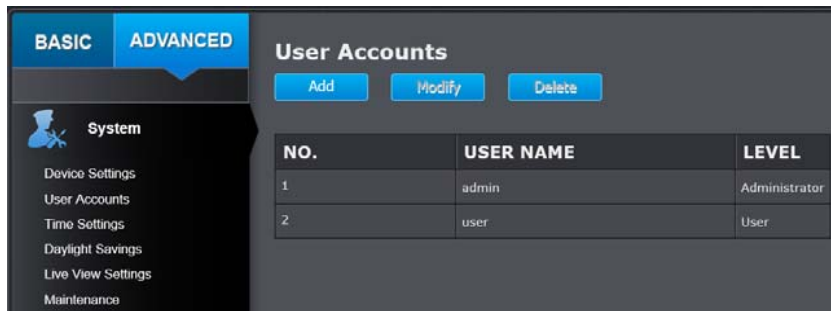 BASIC ADVANCED
System
Device Settings
User Accounts
Time Settings
Daylight Savings
Live View Settings
Maintenance
User Accounts
Add Modify Delete
NO. USER NAME LEVEL
1 admin Administrator
2 user User